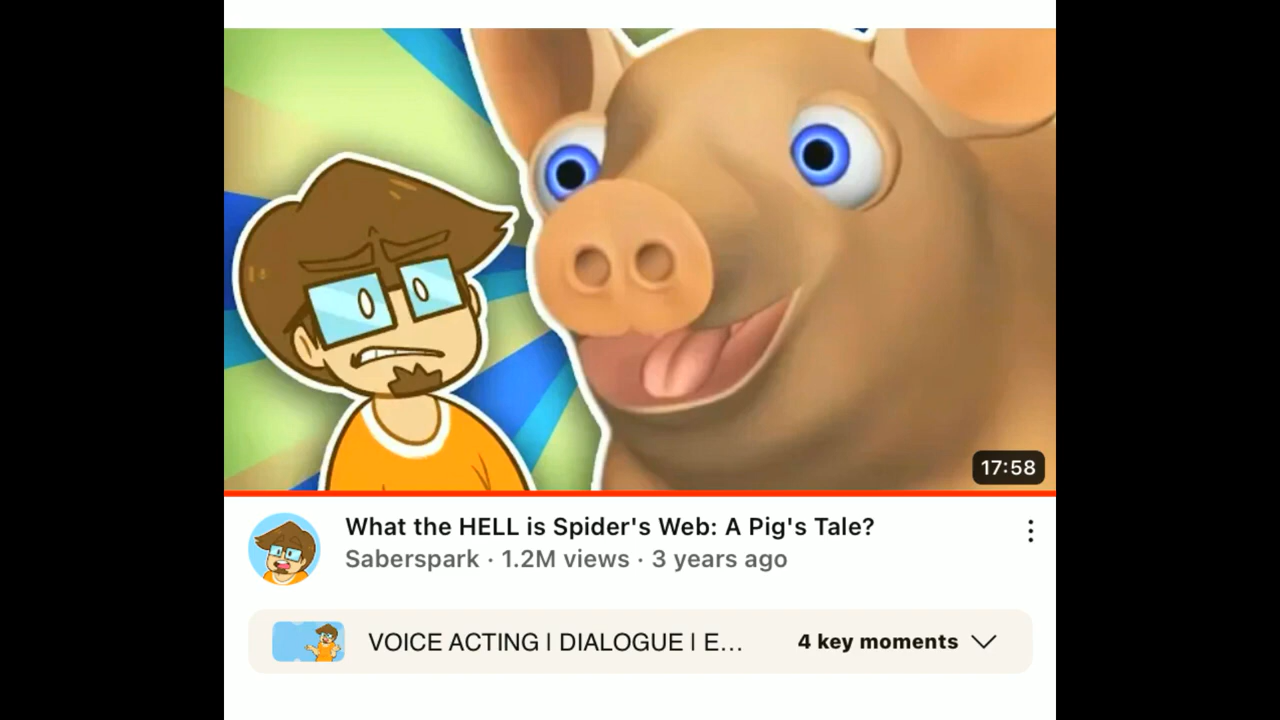 17:58
What the HELL is Spider's Web: A Pig's Tale?
Saberspark · 1.2M views · 3 years ago
VOICE ACTING | DIALOGUE | E... 4 key moments